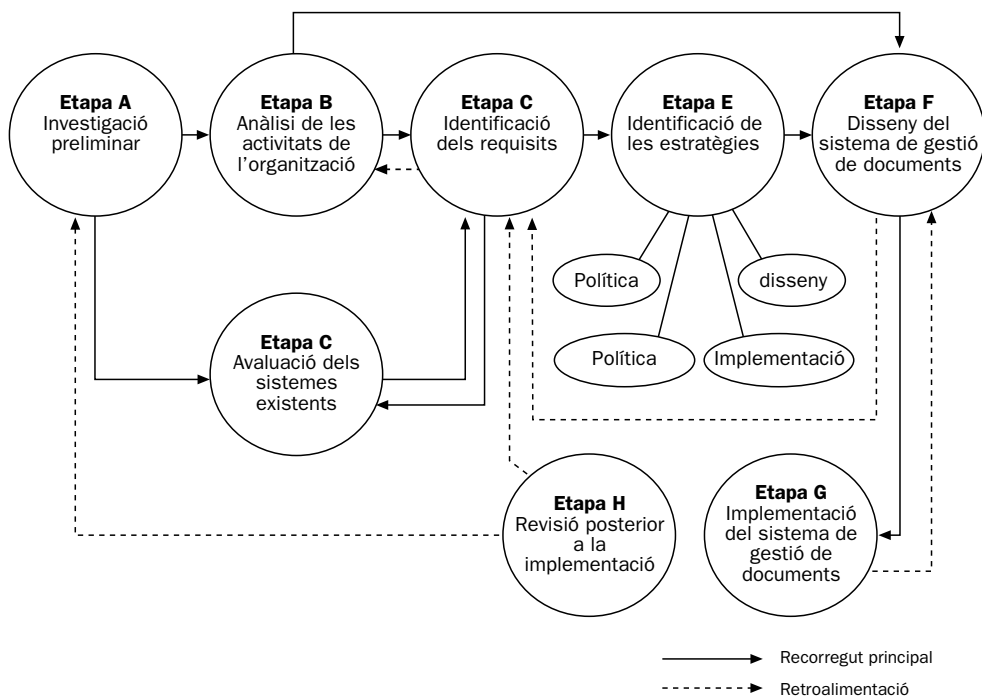 Etapa A
Investigació
preliminar
Etapa B
Anàlisi de les
activitats de
l'organització
Etapa C
Identificació
dels requisits
Etapa E
Identificació de
les estratègies
Etapa F
Disseny del
sistema de gestió
de documents
Política
disseny
Política
Implementació
Etapa C
Avaluació dels
sistemes
existents
Etapa H
Revisió posterior
a la
implementació
Etapa G
Implementació
del sistema de
gestió de
documents
Recorregut principal
Retroalimentació